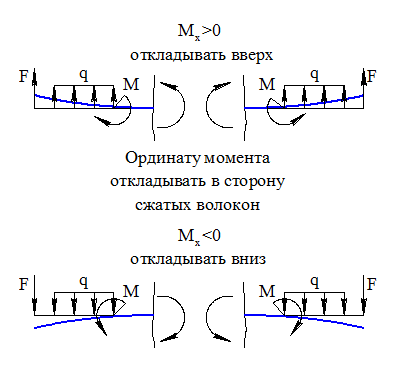 Mx>0
откладывать вверх
F q M q F
M
Ординату момента
откладывать в сторону
сжатых волокон
Mx<0
откладывать вниз
F q M M q F